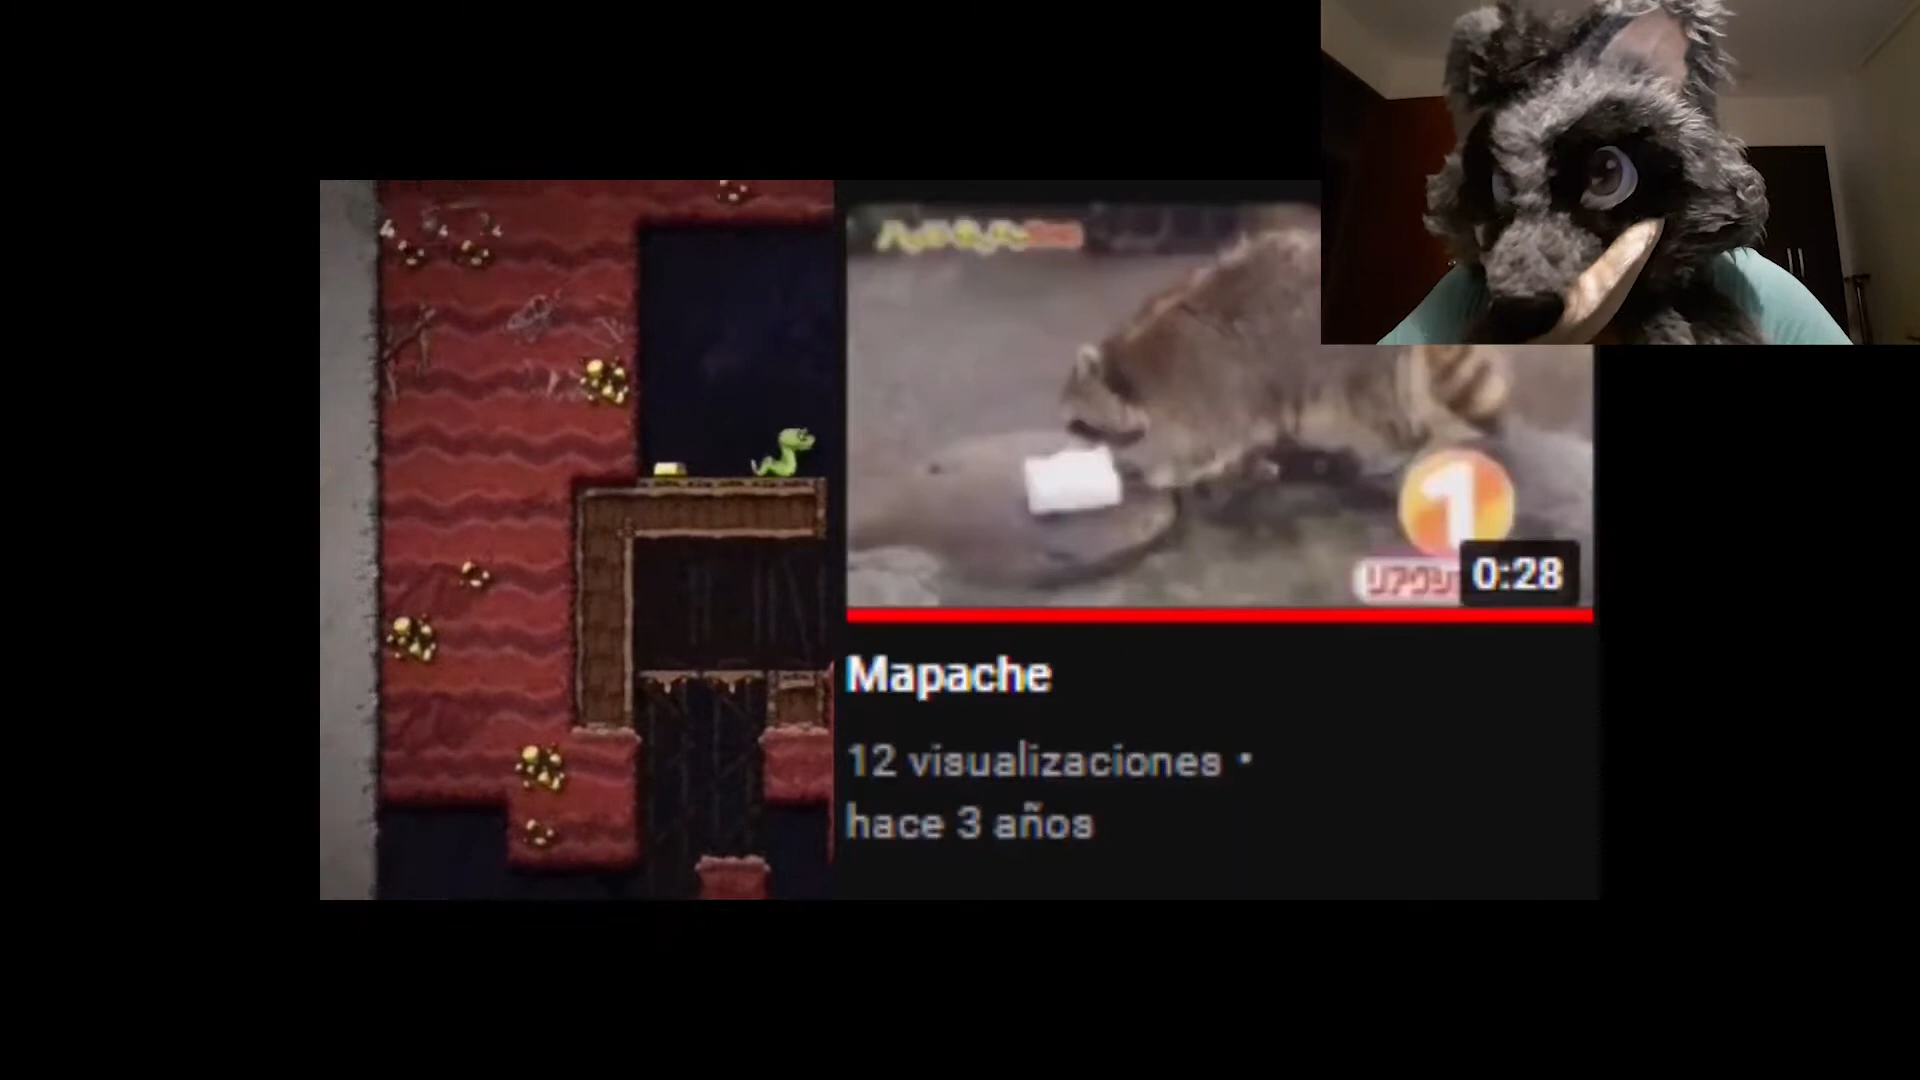 1
0:28
Mapache
12 visualizaciones •
hace 3 años